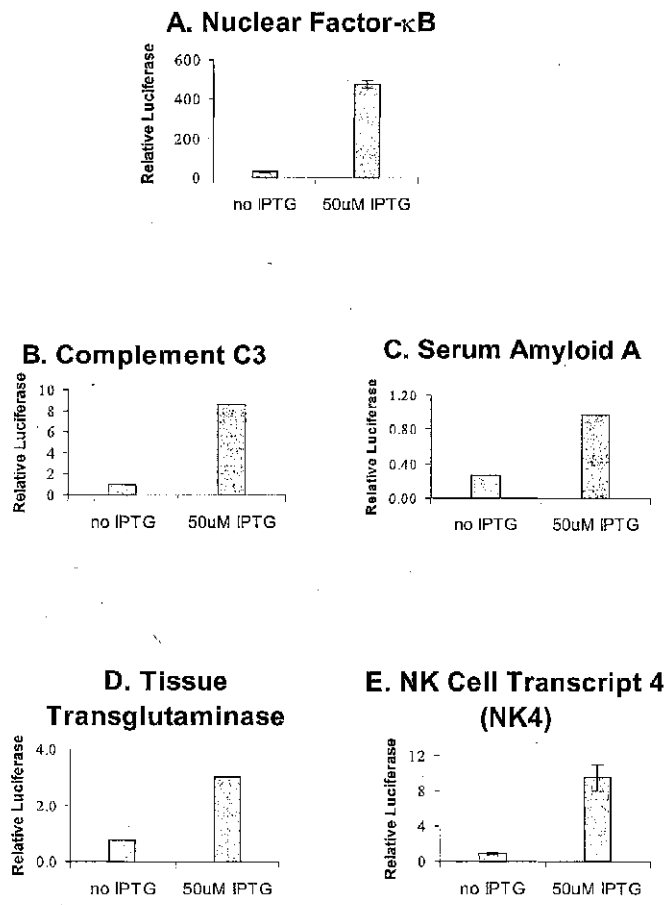 A. Nuclear Factor-κB
Relative Luciferase
600
400
200
0
no IPTG
50uM IPTG
B. Complement C3
Relative Luciferase
10
8
6
4
2
0
no IPTG
50uM IPTG
C. Serum Amyloid A
Relative Luciferase
1.20
0.80
0.40
0.00
no IPTG
50uM IPTG
D. Tissue
Transglutaminase
Relative Luciferase
4.0
2.0
0.0
no IPTG
50uM IPTG
E. NK Cell Transcript 4
(NK4)
Relative Luciferase
12
8
4
0
no IPTG
50uM IPTG